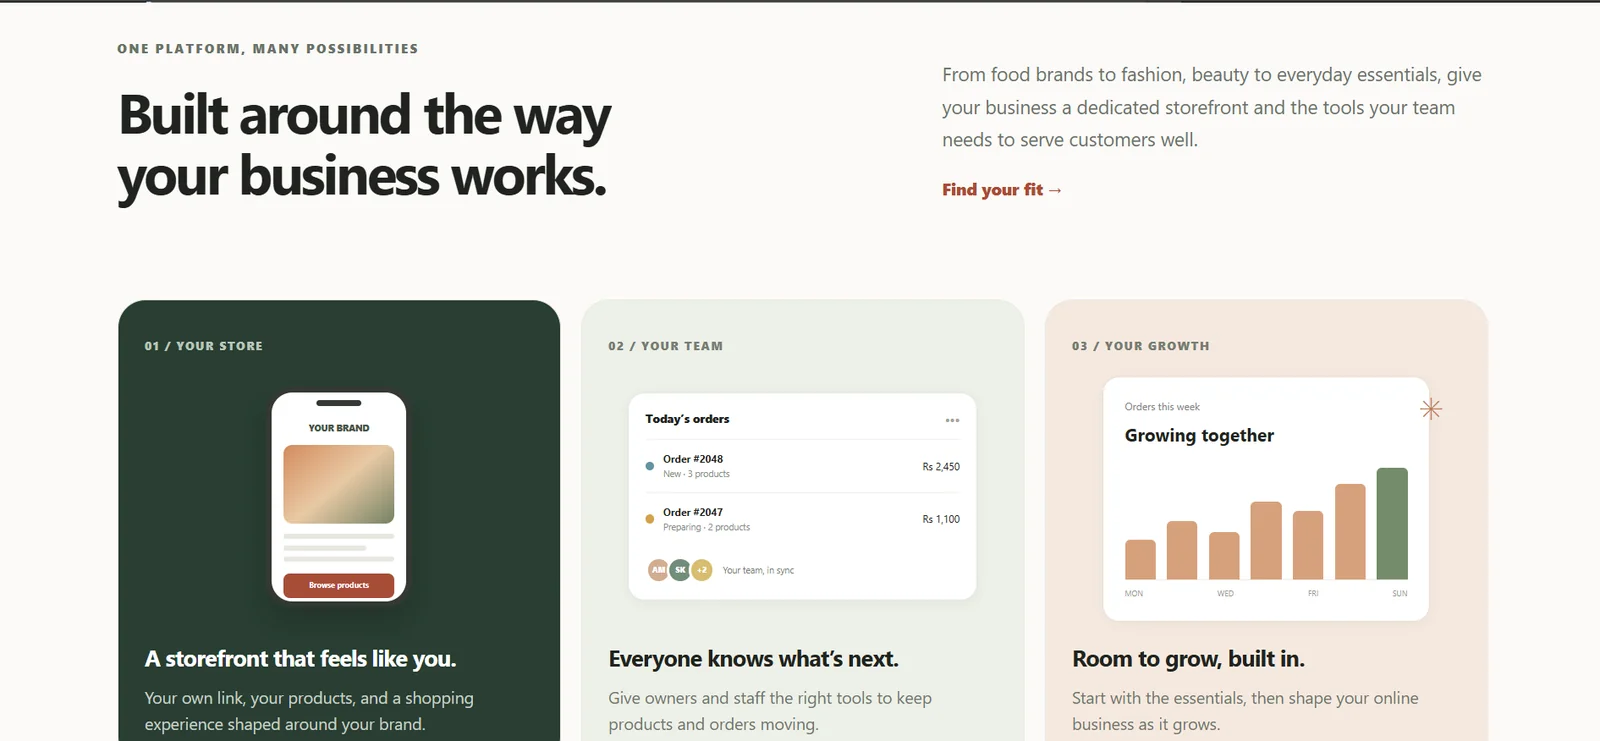 ONE PLATFORM, MANY POSSIBILITIES
Built around the way
your business works.
From food brands to fashion, beauty to everyday essentials, give
your business a dedicated storefront and the tools your team
needs to serve customers well.
Find your fit →
01 / YOUR STORE
YOUR BRAND
Browse products
A storefront that feels like you.
Your own link, your products, and a shopping
experience shaped around your brand.
02 / YOUR TEAM
Today’s orders
Order #2048
New · 3 products
Rs 2,450
Order #2047
Preparing · 2 products
Rs 1,100
AM SK +2 Your team, in sync
Everyone knows what’s next.
Give owners and staff the right tools to keep
products and orders moving.
03 / YOUR GROWTH
Orders this week
Growing together
MON WED FRI SUN
Room to grow, built in.
Start with the essentials, then shape your online
business as it grows.